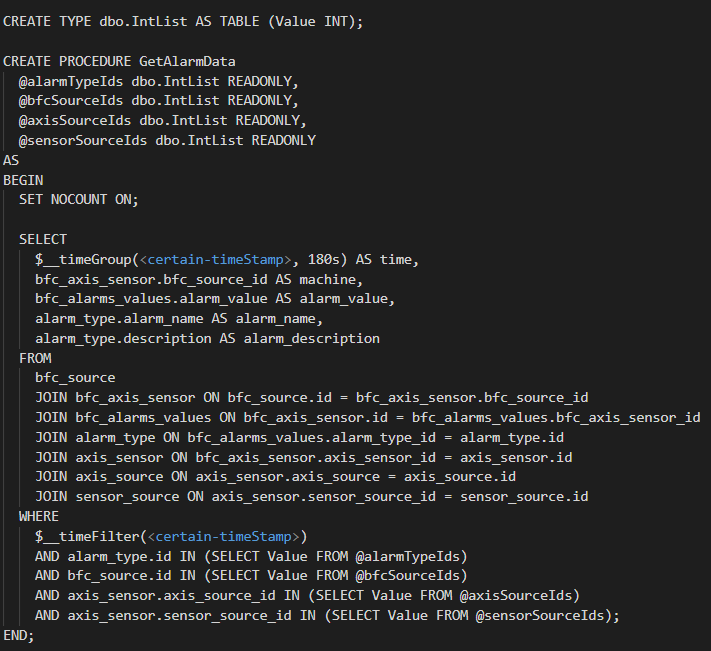 CREATE TYPE dbo.IntList AS TABLE (Value INT);
CREATE PROCEDURE GetAlarmData
@alarmTypeIds dbo.IntList READONLY,
@bfcSourceIds dbo.IntList READONLY,
@axisSourceIds dbo.IntList READONLY,
@sensorSourceIds dbo.IntList READONLY
AS
BEGIN
SET NOCOUNT ON;
SELECT
$__timeGroup(<certain-timeStamp>, 180s) AS time,
bfc_axis_sensor.bfc_source_id AS machine,
bfc_alarms_values.alarm_value AS alarm_value,
alarm_type.alarm_name AS alarm_name,
alarm_type.description AS alarm_description
FROM
bfc_source
JOIN bfc_axis_sensor ON bfc_source.id = bfc_axis_sensor.bfc_source_id
JOIN bfc_alarms_values ON bfc_axis_sensor.id = bfc_alarms_values.bfc_axis_sensor_id
JOIN alarm_type ON bfc_alarms_values.alarm_type_id = alarm_type.id
JOIN axis_sensor ON bfc_axis_sensor.axis_sensor_id = axis_sensor.id
JOIN axis_source ON axis_sensor.axis_source = axis_source.id
JOIN sensor_source ON axis_sensor.sensor_source_id = sensor_source.id
WHERE
$__timeFilter(<certain-timeStamp>)
AND alarm_type.id IN (SELECT Value FROM @alarmTypeIds)
AND bfc_source.id IN (SELECT Value FROM @bfcSourceIds)
AND axis_sensor.axis_source_id IN (SELECT Value FROM @axisSourceIds)
AND axis_sensor.sensor_source_id IN (SELECT Value FROM @sensorSourceIds);
END;